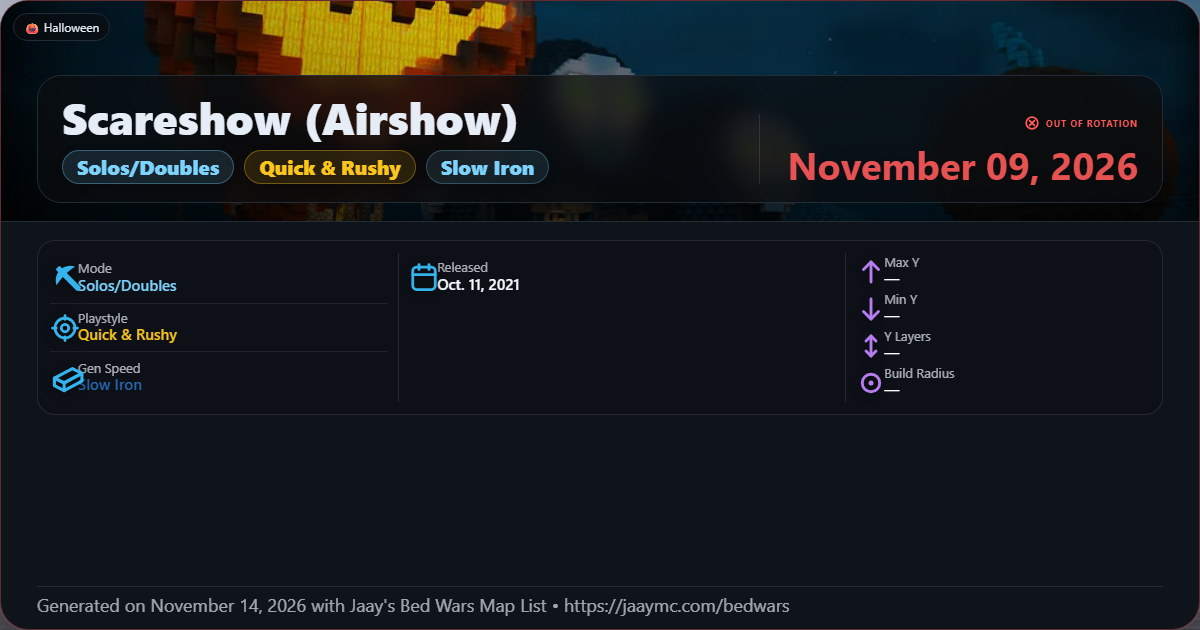 Halloween
Scareshow (Airshow)
OUT OF ROTATION
Solos/Doubles
Quick & Rushy
Slow Iron
November 09, 2026
Mode
Solos/Doubles
Playstyle
Quick & Rushy
Gen Speed
Slow Iron
Released
Oct. 11, 2021
Max Y
—
Min Y
—
Y Layers
—
Build Radius
—
Generated on November 14, 2026 with Jaay's Bed Wars Map List • https://jaaymc.com/bedwars